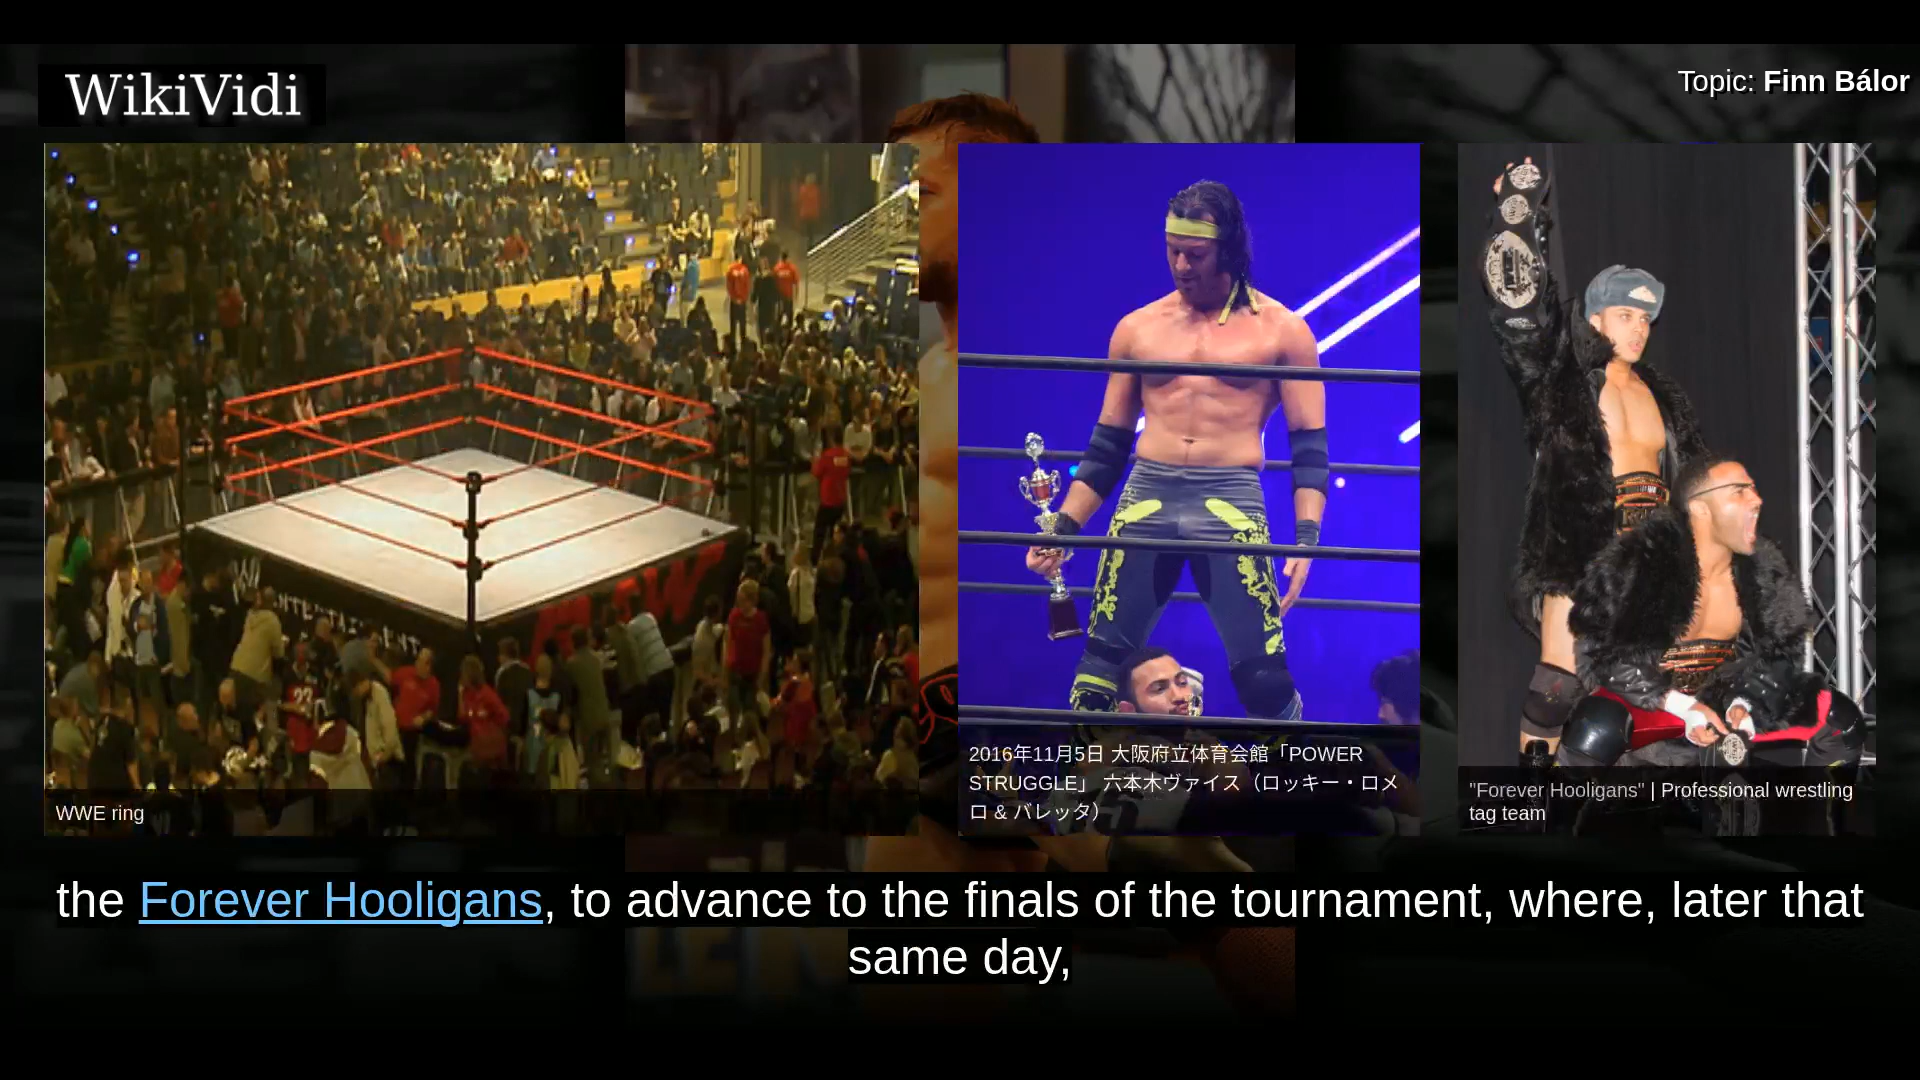 WikiVidi
Topic: Finn Bálor
WWE ring
2016年11月5日 大阪府立体育会館「POWER
STRUGGLE」 六本木ヴァイス（ロッキー・ロメ
ロ & バレッタ）
"Forever Hooligans" | Professional wrestling
tag team
the Forever Hooligans, to advance to the finals of the tournament, where, later that
same day,